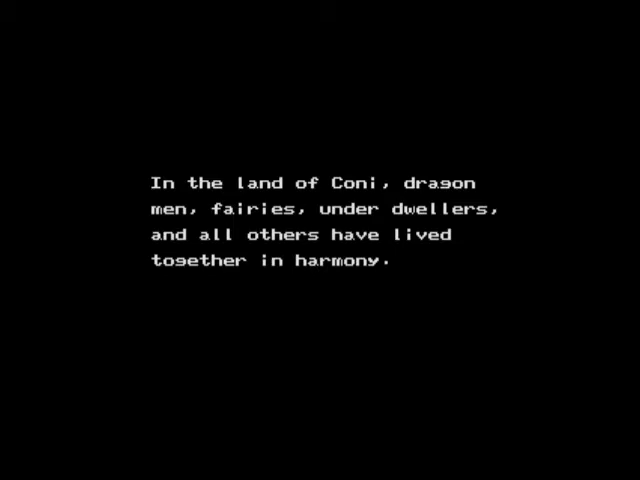 In the land of Coni, dragon
men, fairies, under dwellers,
and all others have lived
together in harmony.